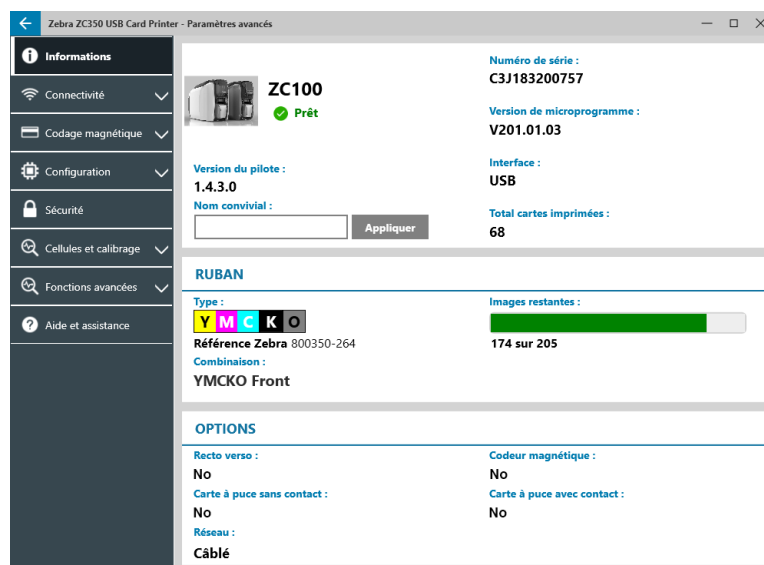 Zebra ZC350 USB Card Printer - Paramètres avancés
Informations
Connectivité
Codage magnétique
Configuration
Sécurité
Cellules et calibrage
Fonctions avancées
Aide et assistance
ZC100
Prêt
Version du pilote :
1.4.3.0
Nom convivial :
Appliquer
Numéro de série :
C3J183200757
Version de microprogramme :
V201.01.03
Interface :
USB
Total cartes imprimées :
68
RUBAN
Type :
Y M C K O
Référence Zebra 800350-264
Combinaison :
YMCKO Front
Images restantes :
174 sur 205
OPTIONS
Recto verso :
No
Codeur magnétique :
No
Carte à puce sans contact :
No
Carte à puce avec contact :
No
Réseau :
Câblé